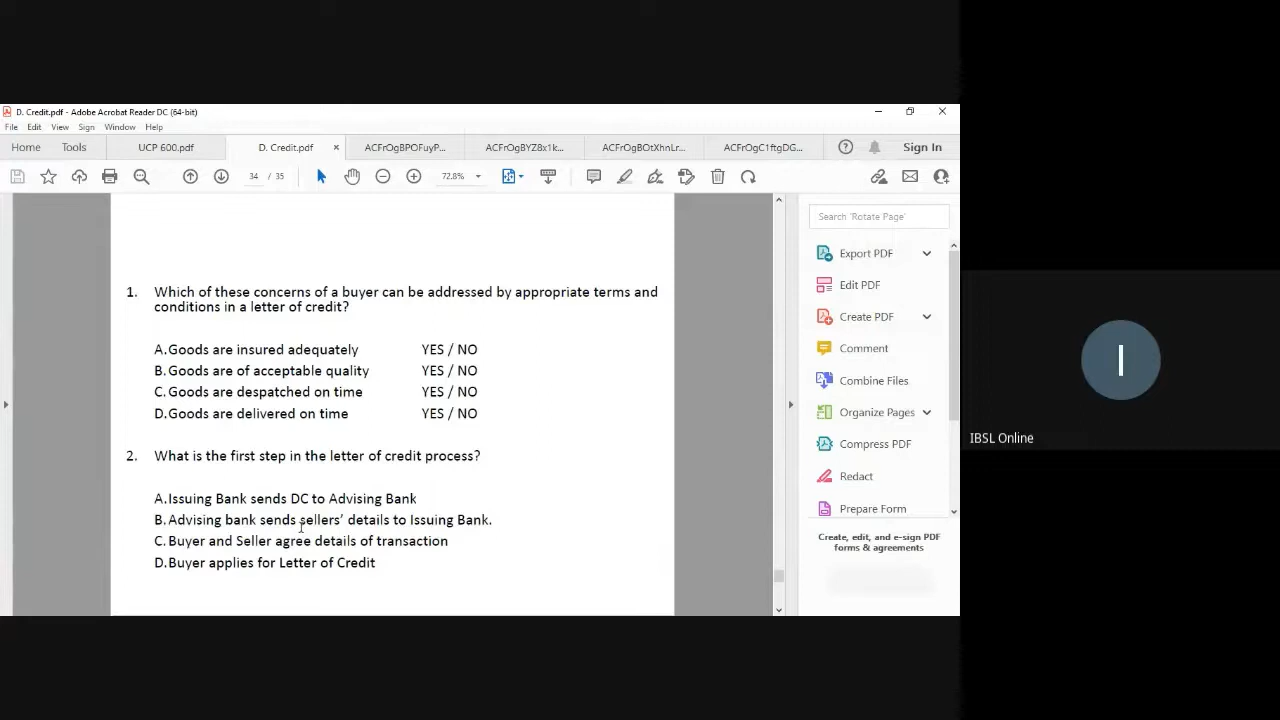 D. Credit.pdf - Adobe Acrobat Reader DC (64-bit)
File Edit View Sign Window Help
Home Tools UCP 600.pdf D. Credit.pdf × ACFrOgBPOFuyP... ACFrOgBYZ8x1k... ACFrOgBOtXhnLr... ACFrOgC1ftgDG... Sign In
34 / 35 72.8%
1. Which of these concerns of a buyer can be addressed by appropriate terms and
conditions in a letter of credit?
A. Goods are insured adequately YES / NO
B. Goods are of acceptable quality YES / NO
C. Goods are despatched on time YES / NO
D. Goods are delivered on time YES / NO
2. What is the first step in the letter of credit process?
A. Issuing Bank sends DC to Advising Bank
B. Advising bank sends sellers’ details to Issuing Bank.
C. Buyer and Seller agree details of transaction
D. Buyer applies for Letter of Credit
Search 'Rotate Page'
Export PDF
Edit PDF
Create PDF
Comment
Combine Files
Organize Pages
Compress PDF
Redact
Prepare Form
Create, edit, and e-sign PDF
forms & agreements
I
IBSL Online